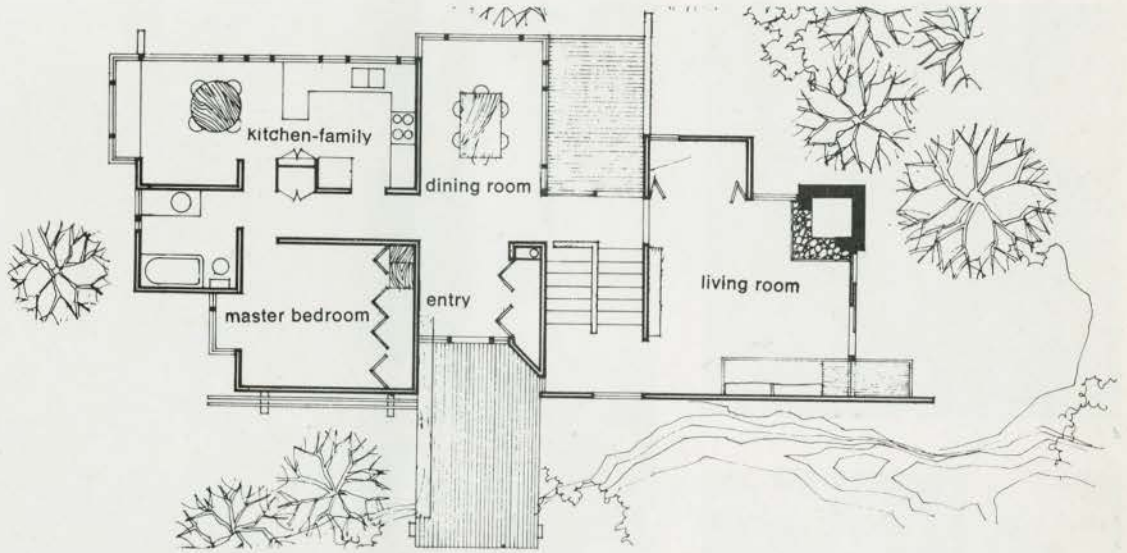 kitchen-family
dining room
living room
entry
master bedroom